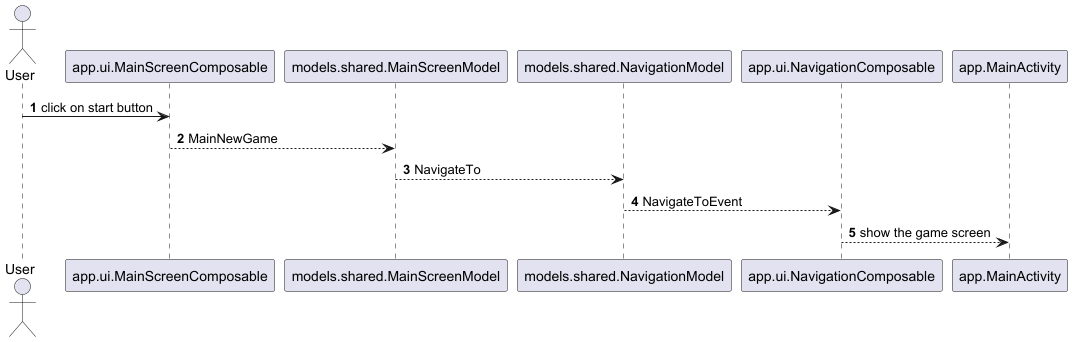 User
app.ui.MainScreenComposable
models.shared.MainScreenModel
models.shared.NavigationModel
app.ui.NavigationComposable
app.MainActivity
1 click on start button
2 MainNewGame
3 NavigateTo
4 NavigateToEvent
5 show the game screen
User
app.ui.MainScreenComposable
models.shared.MainScreenModel
models.shared.NavigationModel
app.ui.NavigationComposable
app.MainActivity